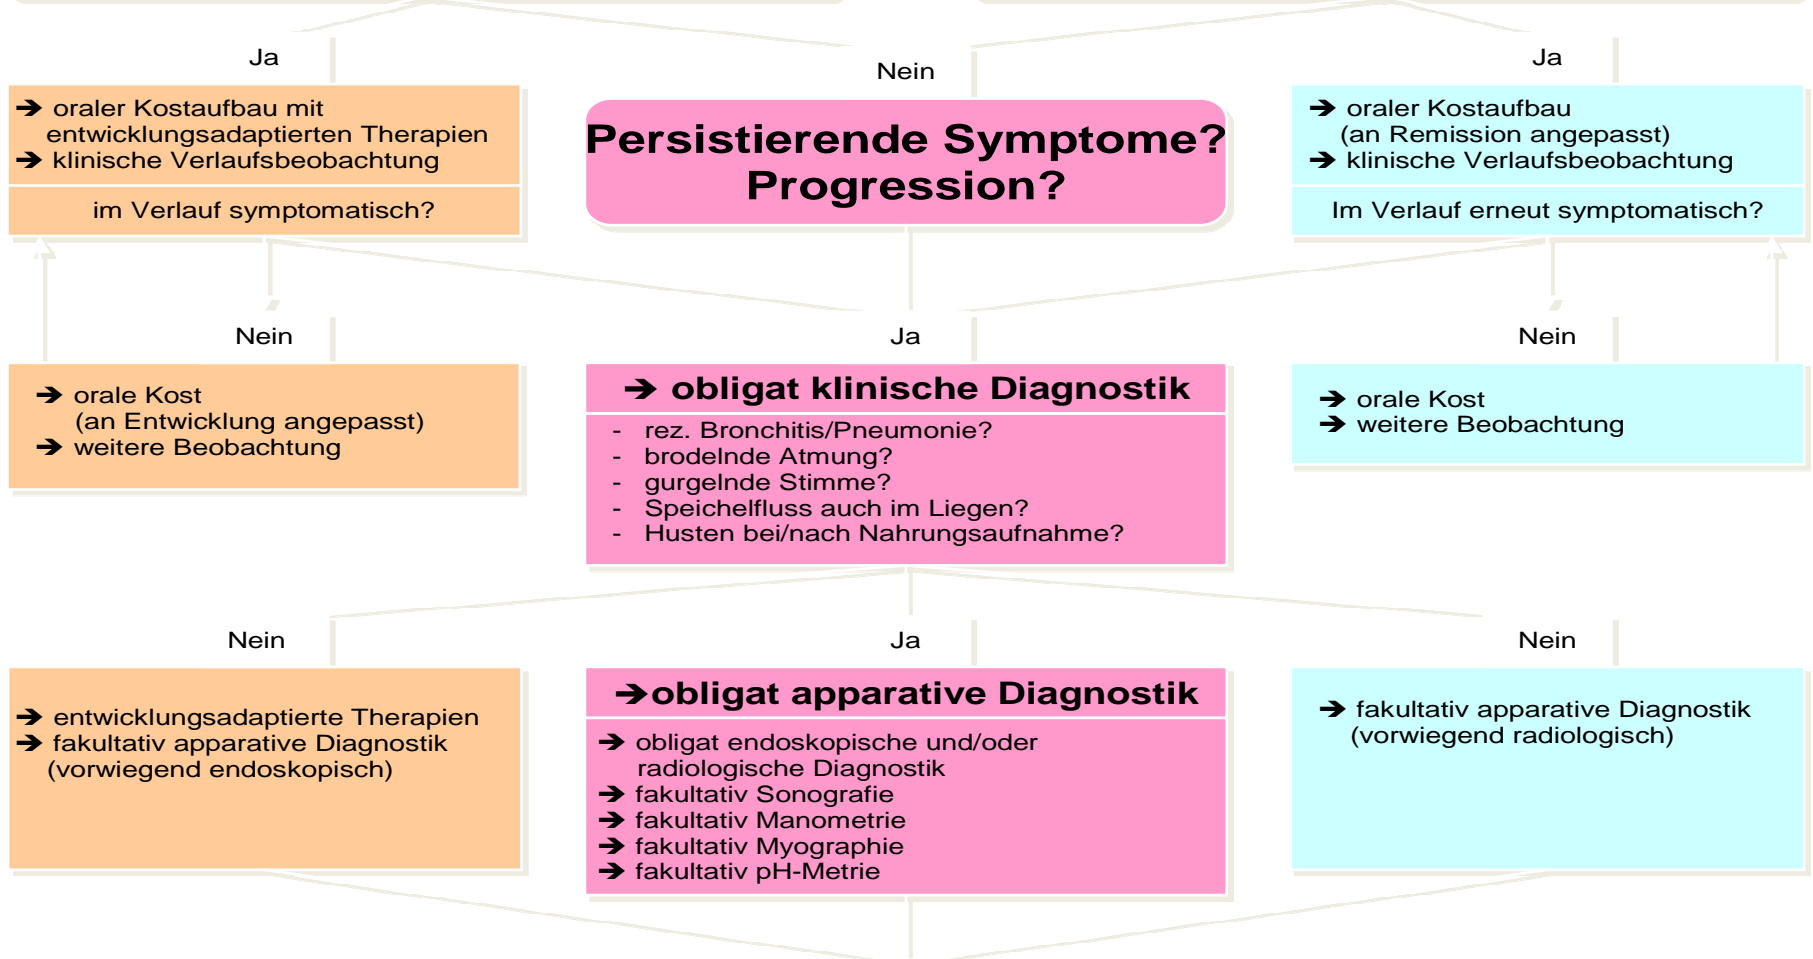 Ja
Nein
Ja
➔ oraler Kostaufbau mit
entwicklungsadaptierten Therapien
➔ klinische Verlaufsbeobachtung
im Verlauf symptomatisch?
Persistierende Symptome?
Progression?
➔ oraler Kostaufbau
(an Remission angepasst)
➔ klinische Verlaufsbeobachtung
Im Verlauf erneut symptomatisch?
Nein
Ja
Nein
➔ orale Kost
(an Entwicklung angepasst)
➔ weitere Beobachtung
➔ obligat klinische Diagnostik
- rez. Bronchitis/Pneumonie?
- brodelnde Atmung?
- gurgelnde Stimme?
- Speichelfluss auch im Liegen?
- Husten bei/nach Nahrungsaufnahme?
➔ orale Kost
➔ weitere Beobachtung
Nein
Ja
Nein
➔ entwicklungsadaptierte Therapien
➔ fakultativ apparative Diagnostik
(vorwiegend endoskopisch)
➔obligat apparative Diagnostik
➔ obligat endoskopische und/oder
radiologische Diagnostik
➔ fakultativ Sonografie
➔ fakultativ Manometrie
➔ fakultativ Myographie
➔ fakultativ pH-Metrie
➔ fakultativ apparative Diagnostik
(vorwiegend radiologisch)